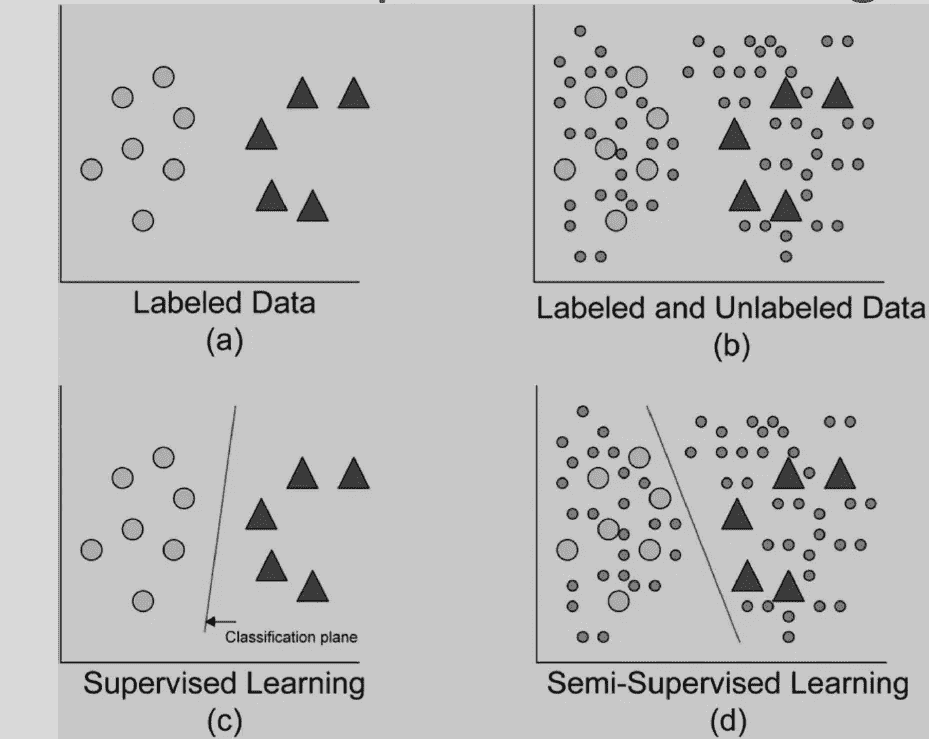 Labeled Data
(a)
Labeled and Unlabeled Data
(b)
Classification plane
Supervised Learning
(c)
Semi-Supervised Learning
(d)